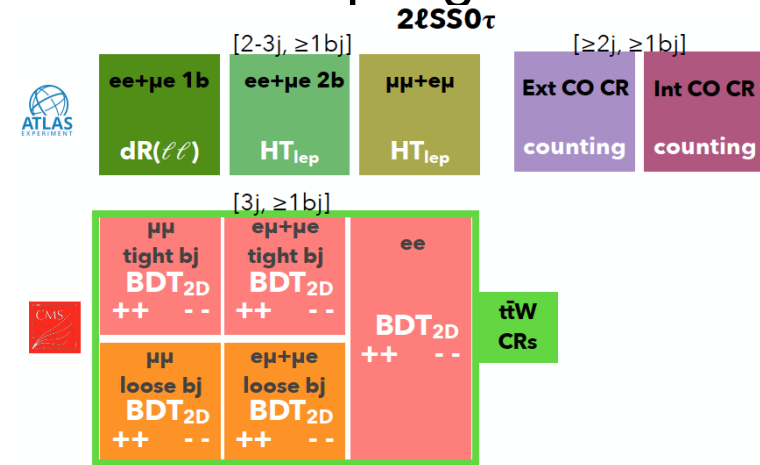 2ℓSS0τ
[2-3j, ≥1bj]
[≥2j, ≥1bj]
ee+μe 1b
ee+μe 2b
μμ+eμ
Ext CO CR
Int CO CR
ATLAS
EXPERIMENT
dR(ℓℓ)
HTlep
HTlep
counting
counting
[3j, ≥1bj]
μμ
tight bj
BDT2D
++ --
eμ+μe
tight bj
BDT2D
++ --
ee
BDT2D
++ --
CMS
tt̄W
CRs
μμ
loose bj
BDT2D
++ --
eμ+μe
loose bj
BDT2D
++ --